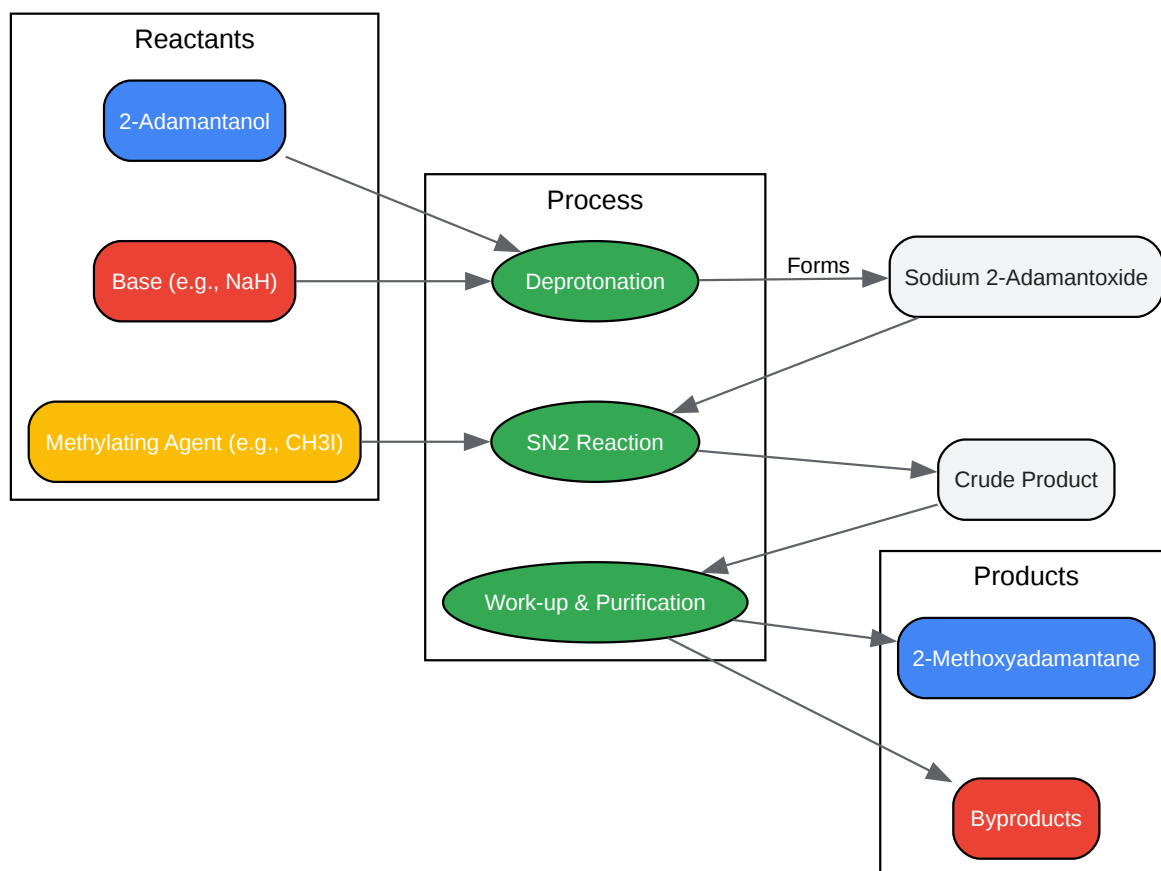 Reactants
2-Adamantanol
Base (e.g., NaH)
Methylating Agent (e.g., CH3I)
Process
Deprotonation
SN2 Reaction
Work-up & Purification
Forms
Sodium 2-Adamantoxide
Crude Product
Products
2-Methoxyadamantane
Byproducts